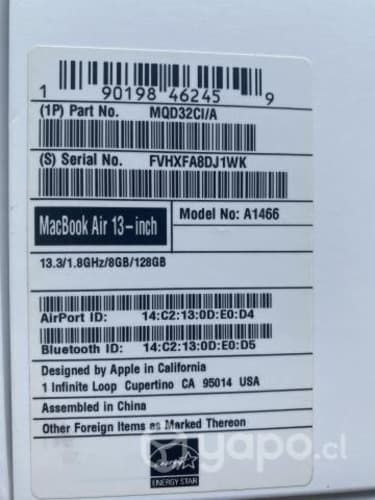 1 90198 46245 9
(1P) Part No. MQD32CI/A
(S) Serial No. FVHXFA8DJ1WK
MacBook Air 13-inch
Model No: A1466
13.3/1.8GHz/8GB/128GB
AirPort ID: 14:C2:13:0D:E0:D4
Bluetooth ID: 14:C2:13:0D:E0:D5
Designed by Apple in California
1 Infinite Loop Cupertino CA 95014 USA
Assembled in China
Other Foreign Items as Marked Thereon
energy
ENERGY STAR
yapo.cl